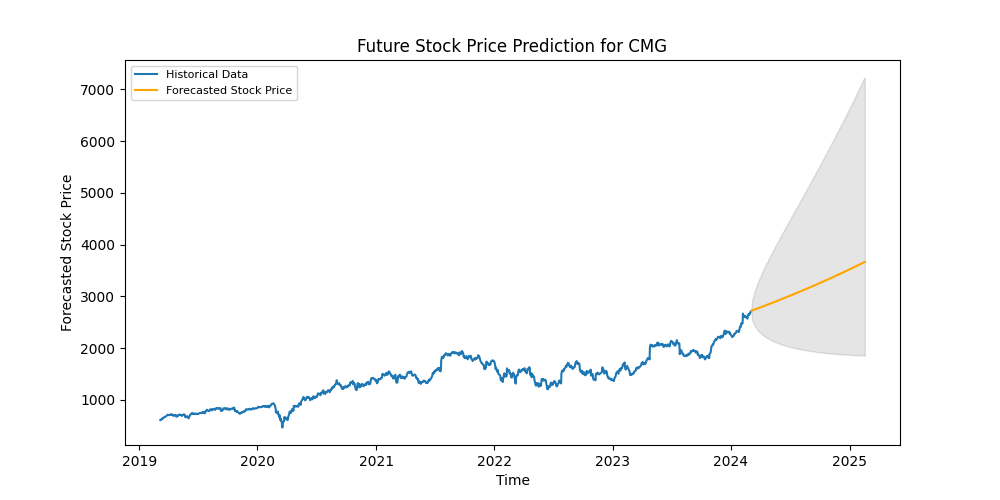 Future Stock Price Prediction for CMG
Historical Data
Forecasted Stock Price
7000
6000
5000
4000
3000
2000
1000
Forecasted Stock Price
2019 2020 2021 2022 2023 2024 2025
Time